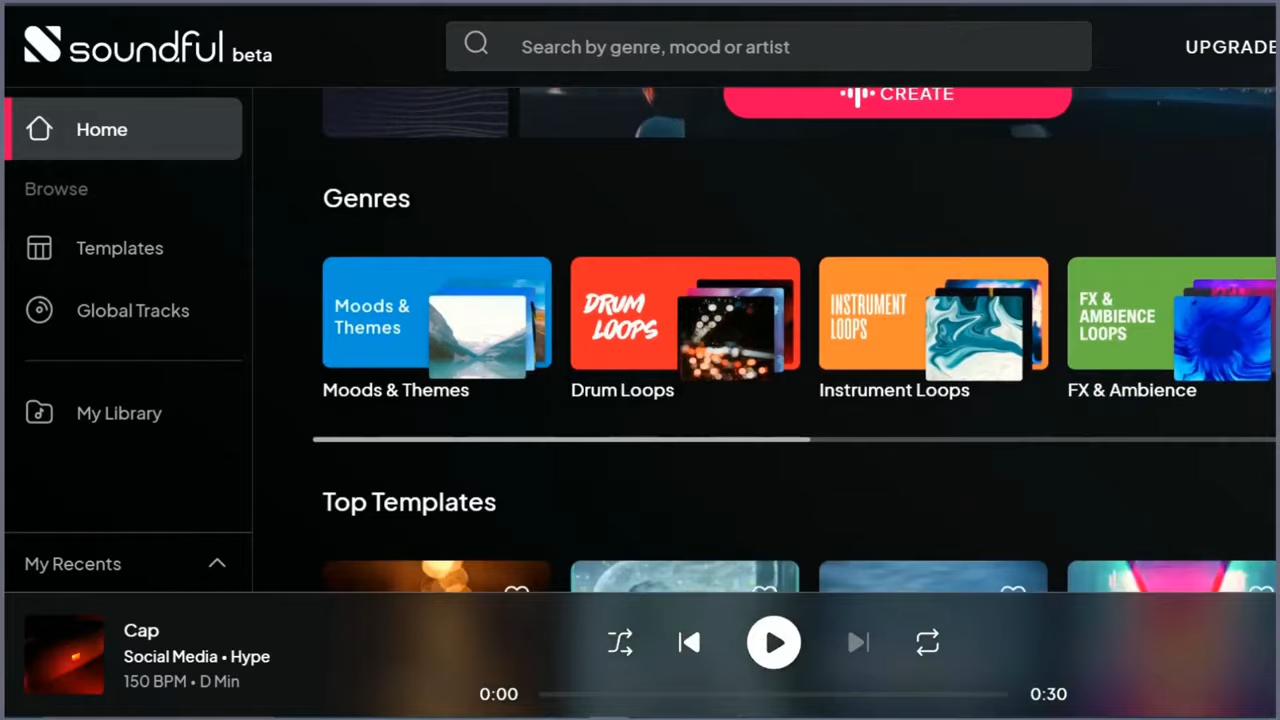 soundful beta
Search by genre, mood or artist
UPGRADE
Home
CREATE
Browse
Templates
Global Tracks
My Library
My Recents
Genres
Moods &
Themes
DRUM
LOOPS
INSTRUMENT
LOOPS
FX &
AMBIENCE
LOOPS
Moods & Themes
Drum Loops
Instrument Loops
FX & Ambience
Top Templates
Cap
Social Media • Hype
150 BPM • D Min
0:00
0:30